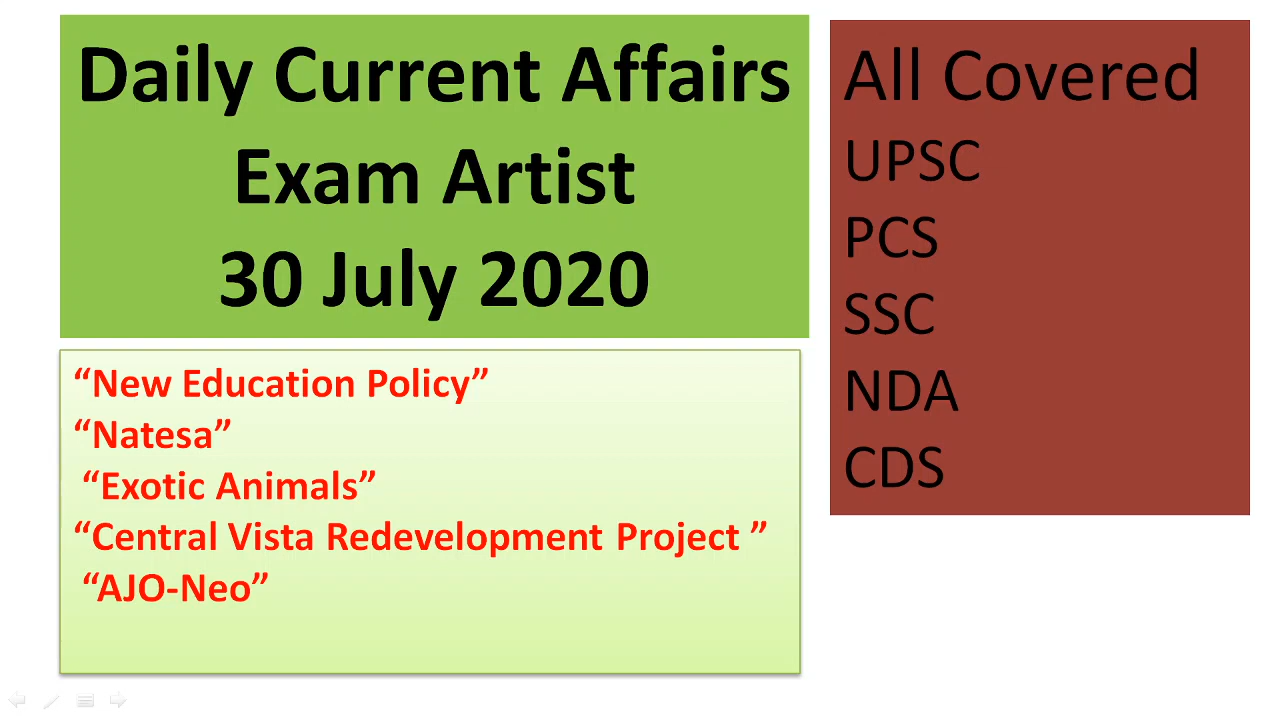 Daily Current Affairs
Exam Artist
30 July 2020
All Covered
UPSC
PCS
SSC
NDA
CDS
“New Education Policy”
“Natesa”
“Exotic Animals”
“Central Vista Redevelopment Project ”
“AJO-Neo”